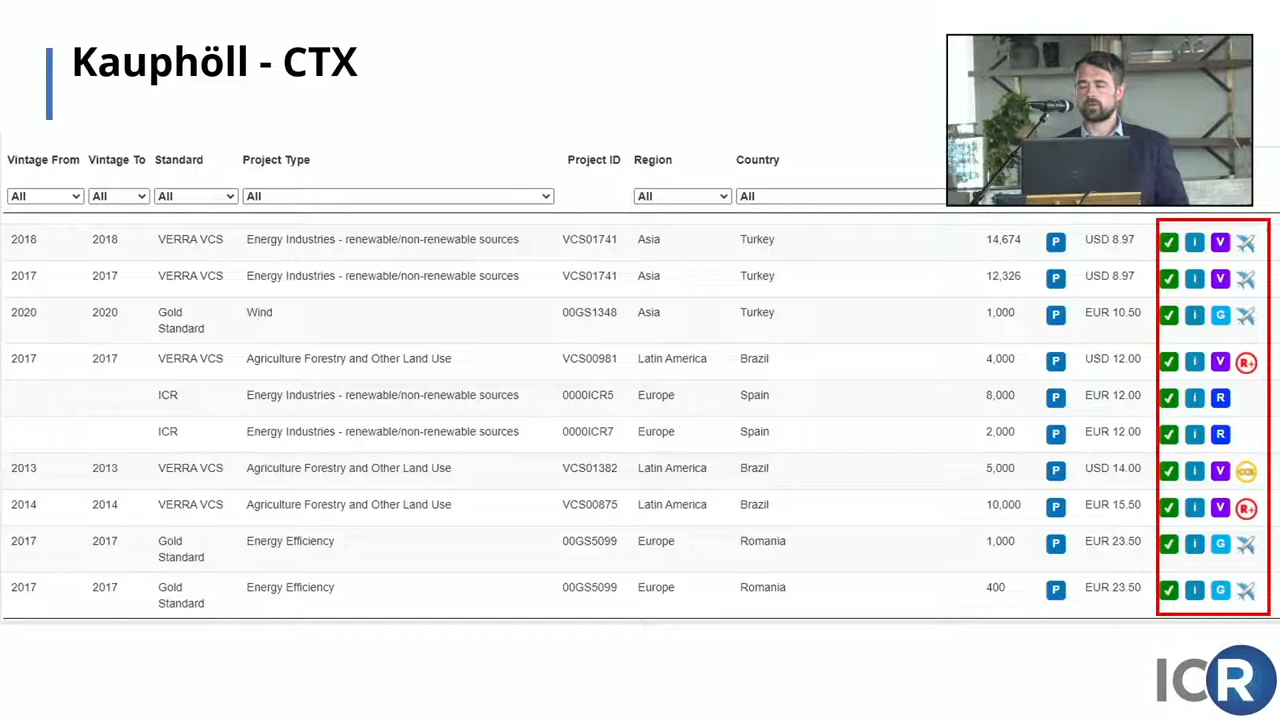 Kauphöll - CTX
Vintage From Vintage To Standard Project Type Project ID Region Country
All All All All All All
2018 2018 VERRA VCS Energy Industries - renewable/non-renewable sources VCS01741 Asia Turkey 14,674 P USD 8.97 i V
2017 2017 VERRA VCS Energy Industries - renewable/non-renewable sources VCS01741 Asia Turkey 12,326 P USD 8.97 i V
2020 2020 Gold Standard Wind 00GS1348 Asia Turkey 1,000 P EUR 10.50 i G
2017 2017 VERRA VCS Agriculture Forestry and Other Land Use VCS00981 Latin America Brazil 4,000 P USD 12.00 i V R+
ICR Energy Industries - renewable/non-renewable sources 0000ICR5 Europe Spain 8,000 P EUR 12.00 i R
ICR Energy Industries - renewable/non-renewable sources 0000ICR7 Europe Spain 2,000 P EUR 12.00 i R
2013 2013 VERRA VCS Agriculture Forestry and Other Land Use VCS01382 Latin America Brazil 5,000 P USD 14.00 i V
2014 2014 VERRA VCS Agriculture Forestry and Other Land Use VCS00875 Latin America Brazil 10,000 P EUR 15.50 i V R+
2017 2017 Gold Standard Energy Efficiency 00GS5099 Europe Romania 1,000 P EUR 23.50 i G
2017 2017 Gold Standard Energy Efficiency 00GS5099 Europe Romania 400 P EUR 23.50 i G
ICR